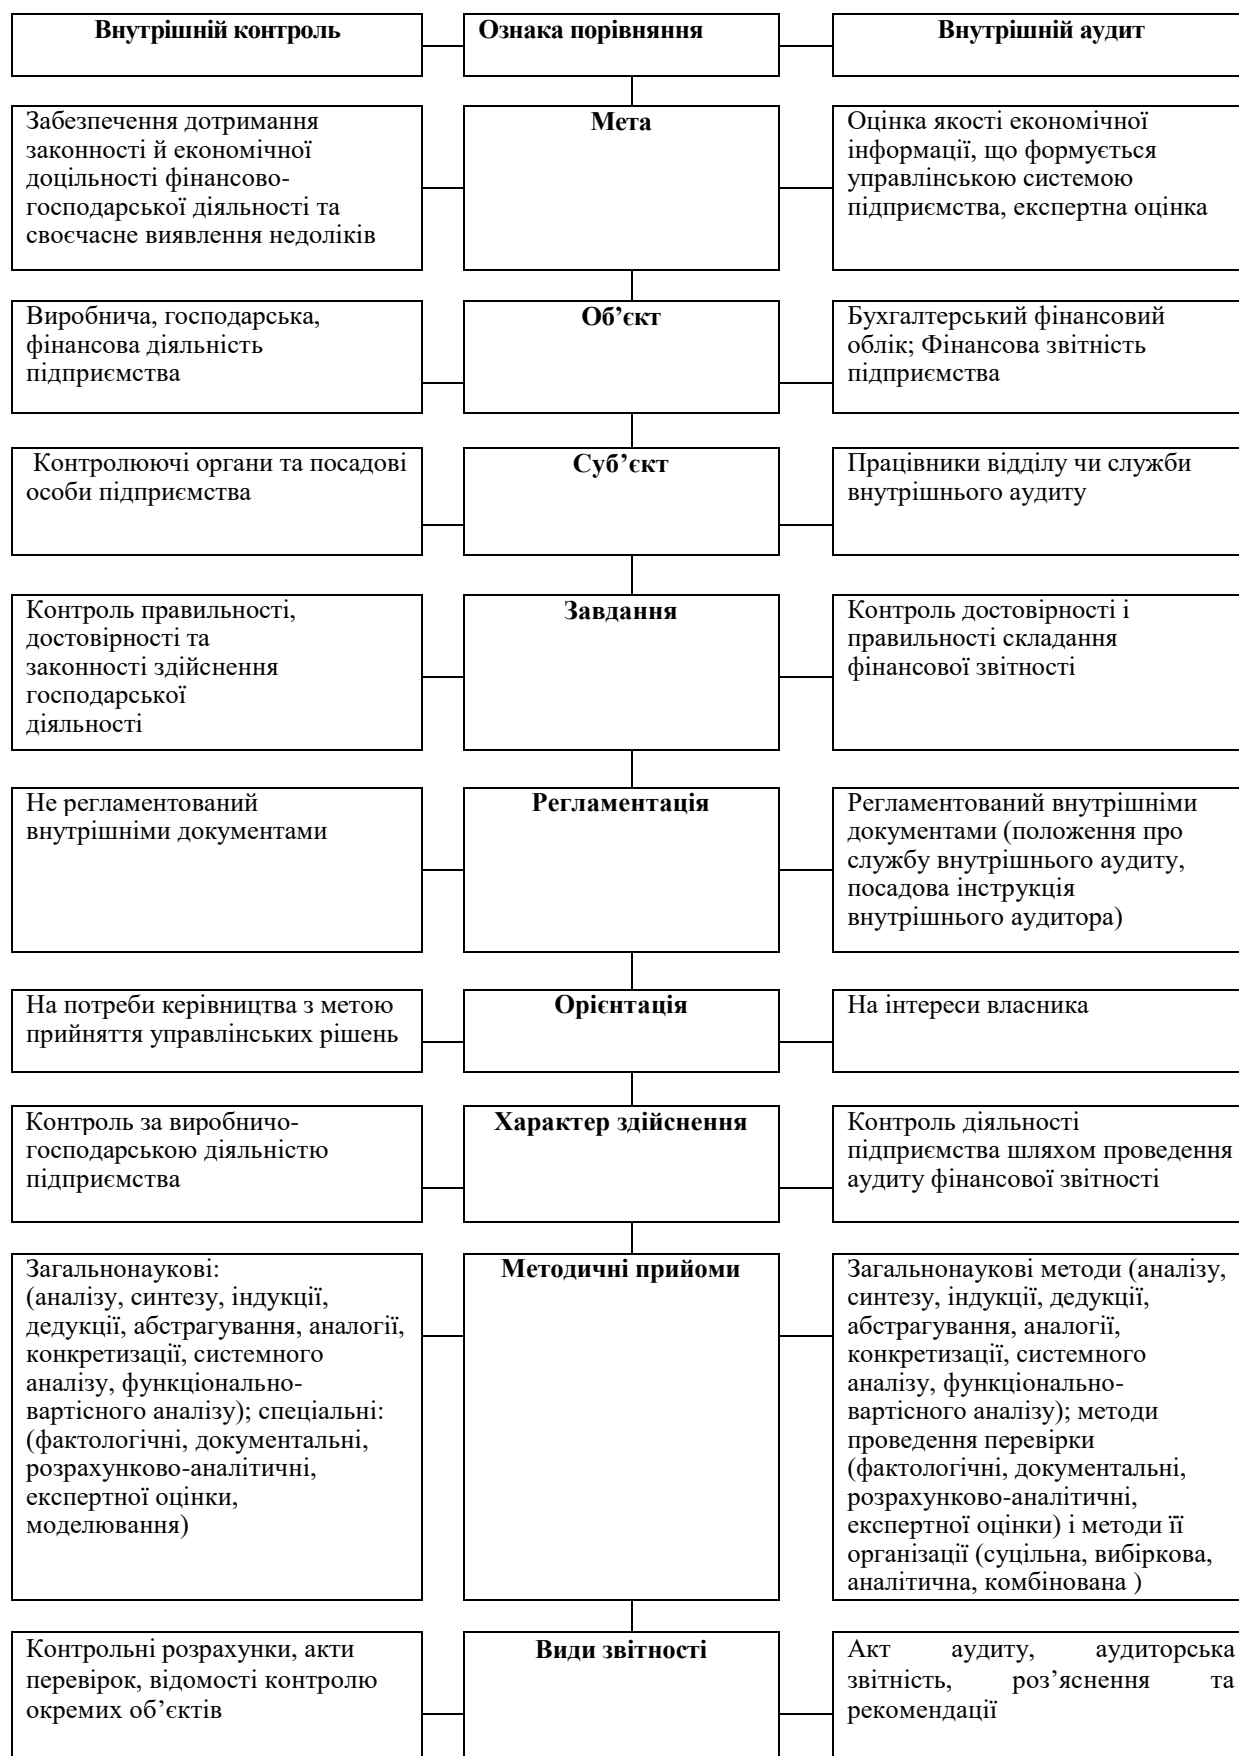 Внутрішній контроль
Ознака порівняння
Внутрішній аудит
Забезпечення дотримання
законності й економічної
доцільності фінансово-
господарської діяльності та
своєчасне виявлення недоліків
Мета
Оцінка якості економічної
інформації, що формується
управлінською системою
підприємства, експертна оцінка
Виробнича, господарська,
фінансова діяльність
підприємства
Об’єкт
Бухгалтерський фінансовий
облік; Фінансова звітність
підприємства
Контролюючі органи та посадові
особи підприємства
Суб’єкт
Працівники відділу чи служби
внутрішнього аудиту
Контроль правильності,
достовірності та
законності здійснення
господарської
діяльності
Завдання
Контроль достовірності і
правильності складання
фінансової звітності
Не регламентований
внутрішніми документами
Регламентація
Регламентований внутрішніми
документами (положення про
службу внутрішнього аудиту,
посадова інструкція
внутрішнього аудитора)
На потреби керівництва з метою
прийняття управлінських рішень
Орієнтація
На інтереси власника
Контроль за виробничо-
господарською діяльністю
підприємства
Характер здійснення
Контроль діяльності
підприємства шляхом проведення
аудиту фінансової звітності
Загальнонаукові:
(аналізу, синтезу, індукції,
дедукції, абстрагування, аналогії,
конкретизації, системного
аналізу, функціонально-
вартісного аналізу); спеціальні:
(фактологічні, документальні,
розрахунково-аналітичні,
експертної оцінки,
моделювання)
Методичні прийоми
Загальнонаукові методи (аналізу,
синтезу, індукції, дедукції,
абстрагування, аналогії,
конкретизації, системного
аналізу, функціонально-
вартісного аналізу); методи
проведення перевірки
(фактологічні, документальні,
розрахунково-аналітичні,
експертної оцінки) і методи її
організації (суцільна, вибіркова,
аналітична, комбінована )
Контрольні розрахунки, акти
перевірок, відомості контролю
окремих об’єктів
Види звітності
Акт аудиту, аудиторська
звітність, роз’яснення та
рекомендації